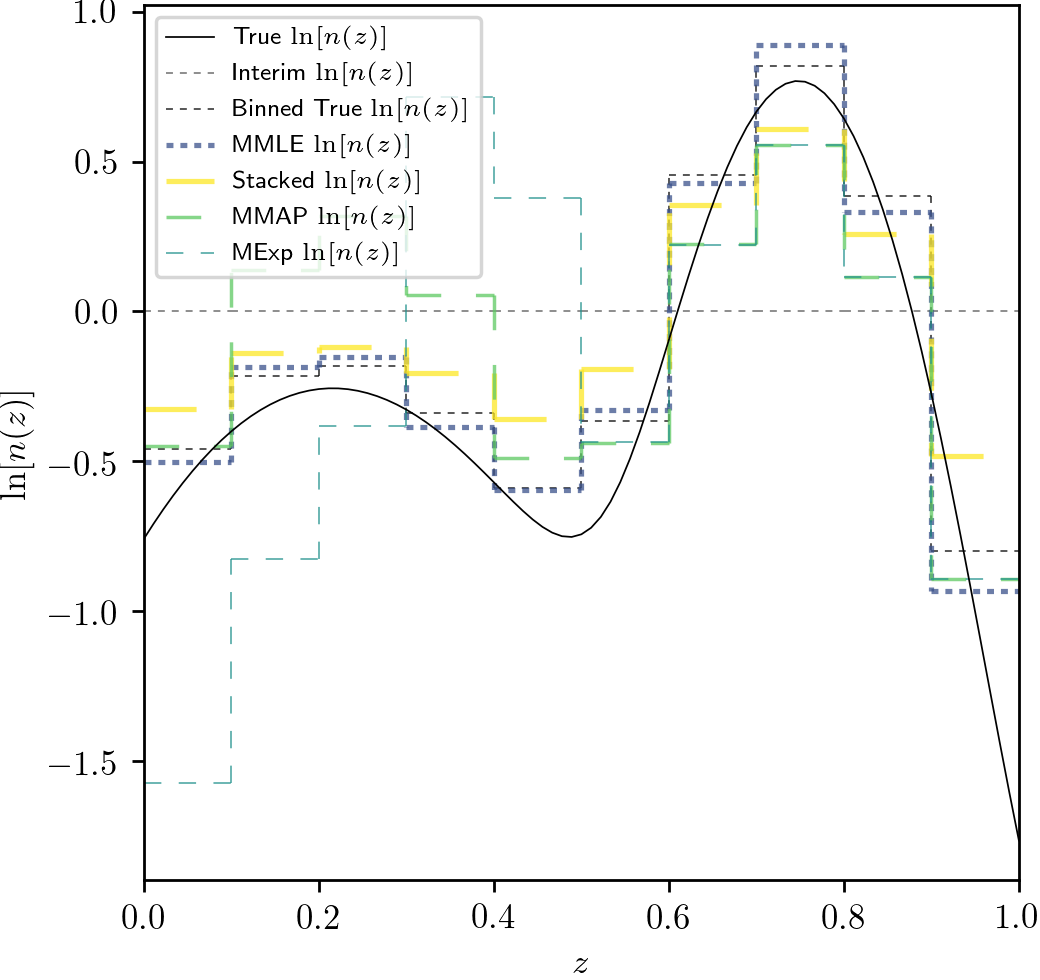 1.0
0.5
0.0
−0.5
−1.0
−1.5
ln[n(z)]
True ln[n(z)]
Interim ln[n(z)]
Binned True ln[n(z)]
MMLE ln[n(z)]
Stacked ln[n(z)]
MMAP ln[n(z)]
MExp ln[n(z)]
0.0 0.2 0.4 0.6 0.8 1.0
z